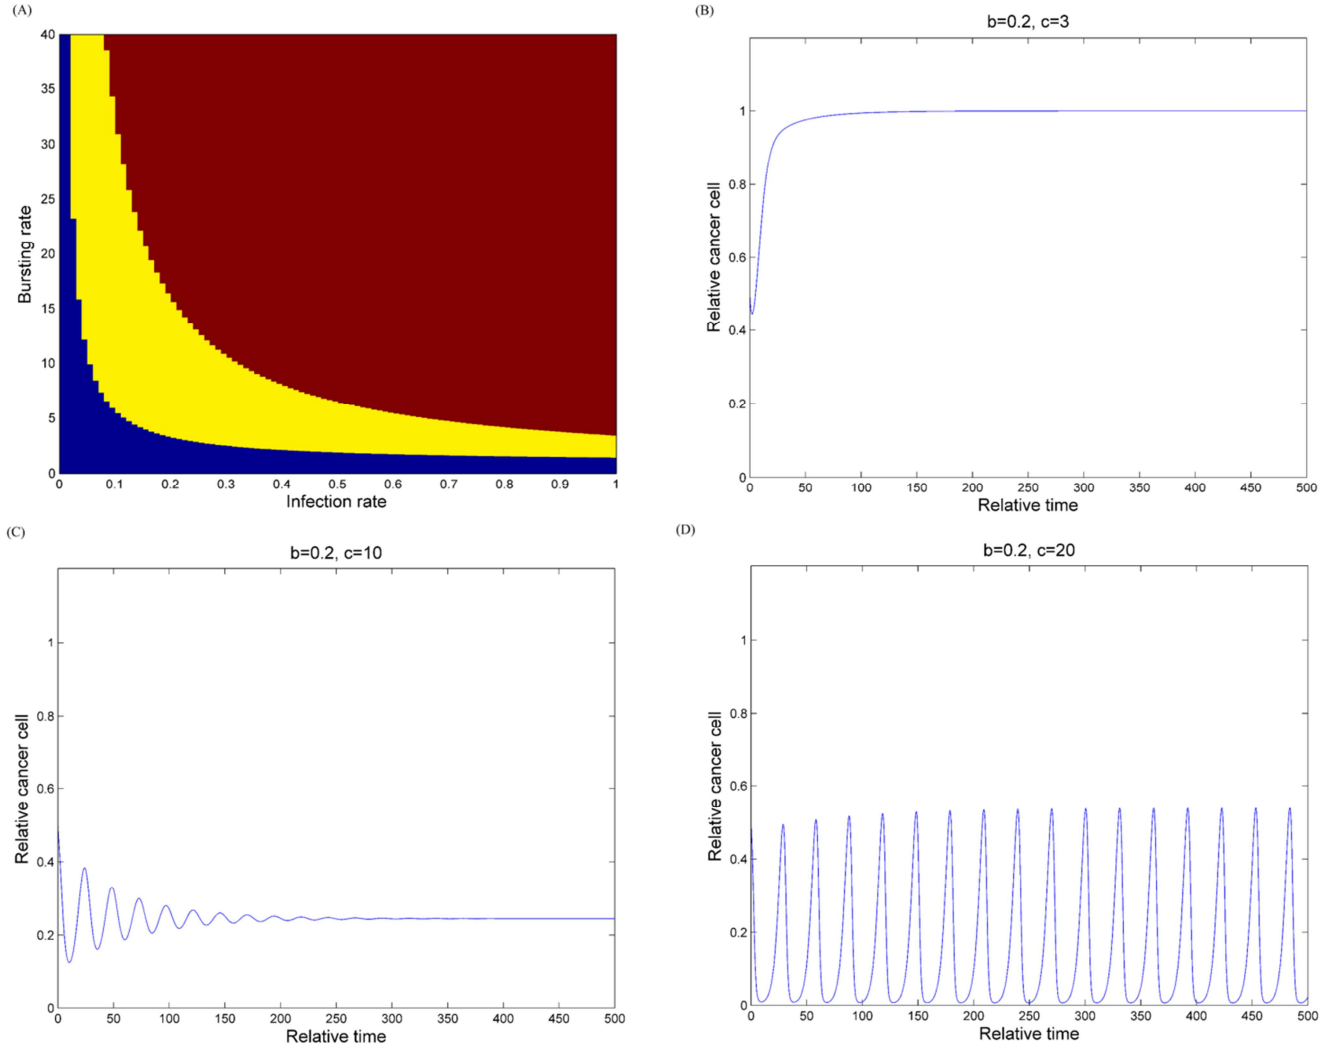 (A)
40
35
30
25
20
15
10
5
0
Bursting rate
0 0.1 0.2 0.3 0.4 0.5 0.6 0.7 0.8 0.9 1
Infection rate
(B)
b=0.2, c=3
1
0.8
0.6
0.4
0.2
0
Relative cancer cell
0 50 100 150 200 250 300 350 400 450 500
Relative time
(C)
b=0.2, c=10
1
0.8
0.6
0.4
0.2
0
Relative cancer cell
0 50 100 150 200 250 300 350 400 450 500
Relative time
(D)
b=0.2, c=20
1
0.8
0.6
0.4
0.2
0
Relative cancer cell
0 50 100 150 200 250 300 350 400 450 500
Relative time